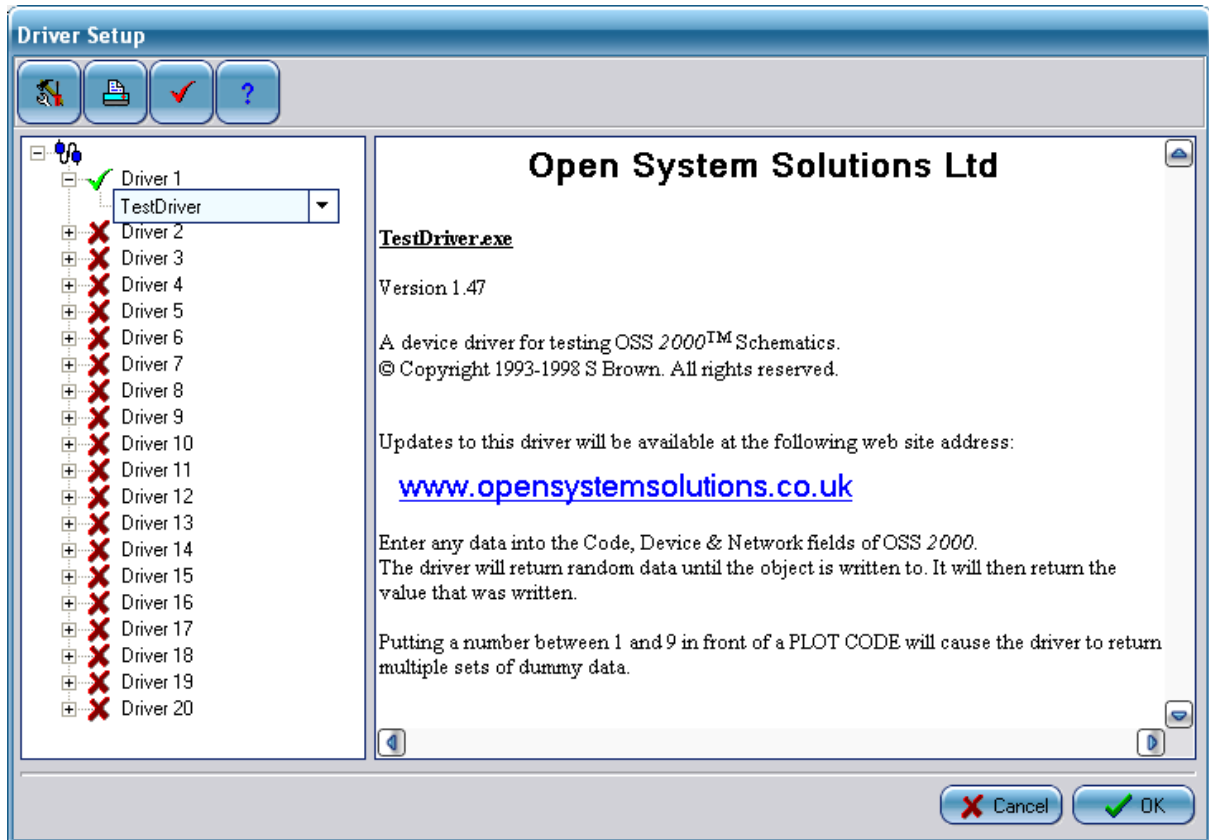 Driver Setup
?
Driver 1
TestDriver
Driver 2
Driver 3
Driver 4
Driver 5
Driver 6
Driver 7
Driver 8
Driver 9
Driver 10
Driver 11
Driver 12
Driver 13
Driver 14
Driver 15
Driver 16
Driver 17
Driver 18
Driver 19
Driver 20
Open System Solutions Ltd
TestDriver.exe
Version 1.47
A device driver for testing OSS 2000TM Schematics.
© Copyright 1993-1998 S Brown. All rights reserved.
Updates to this driver will be available at the following web site address:
www.opensystemsolutions.co.uk
Enter any data into the Code, Device & Network fields of OSS 2000.
The driver will return random data until the object is written to. It will then return the
value that was written.
Putting a number between 1 and 9 in front of a PLOT CODE will cause the driver to return
multiple sets of dummy data.
Cancel
OK